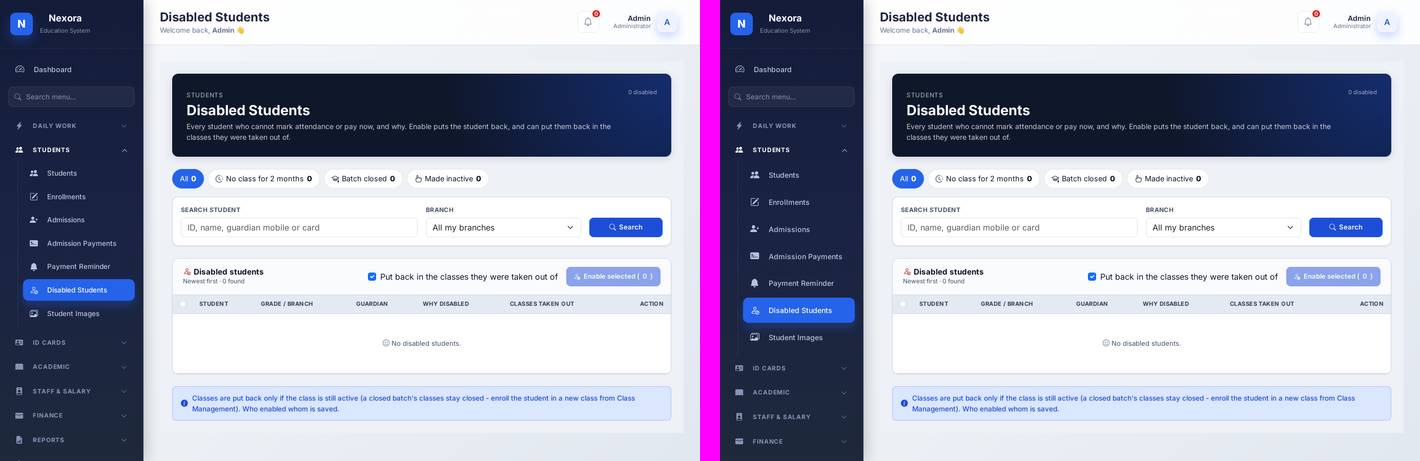 N
Nexora
Education System
Dashboard
Search menu...
DAILY WORK
STUDENTS
Students
Enrollments
Admissions
Admission Payments
Payment Reminder
Disabled Students
Student Images
ID CARDS
ACADEMIC
STAFF & SALARY
FINANCE
REPORTS
Disabled Students
Welcome back, Admin 👋
0
Admin
Administrator
A
STUDENTS
0 disabled
Disabled Students
Every student who cannot mark attendance or pay now, and why. Enable puts the student back, and can put them back in the
classes they were taken out of.
All 0
No class for 2 months 0
Batch closed 0
Made inactive 0
SEARCH STUDENT
BRANCH
ID, name, guardian mobile or card
All my branches
Search
Disabled students
Newest first · 0 found
Put back in the classes they were taken out of
Enable selected ( 0 )
STUDENT GRADE / BRANCH GUARDIAN WHY DISABLED CLASSES TAKEN OUT ACTION
No disabled students.
Classes are put back only if the class is still active (a closed batch's classes stay closed - enroll the student in a new class from Class
Management). Who enabled whom is saved.
N
Nexora
Education System
Dashboard
Search menu...
DAILY WORK
STUDENTS
Students
Enrollments
Admissions
Admission Payments
Payment Reminder
Disabled Students
Student Images
ID CARDS
ACADEMIC
STAFF & SALARY
FINANCE
Disabled Students
Welcome back, Admin 👋
0
Admin
Administrator
A
STUDENTS
0 disabled
Disabled Students
Every student who cannot mark attendance or pay now, and why. Enable puts the student back, and can put them back in the
classes they were taken out of.
All 0
No class for 2 months 0
Batch closed 0
Made inactive 0
SEARCH STUDENT
BRANCH
ID, name, guardian mobile or card
All my branches
Search
Disabled students
Newest first · 0 found
Put back in the classes they were taken out of
Enable selected ( 0 )
STUDENT GRADE / BRANCH GUARDIAN WHY DISABLED CLASSES TAKEN OUT ACTION
No disabled students.
Classes are put back only if the class is still active (a closed batch's classes stay closed - enroll the student in a new class from Class
Management). Who enabled whom is saved.